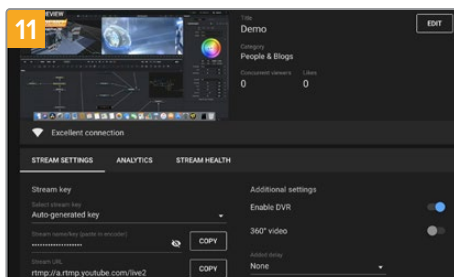 11
PREVIEW
Title
Demo
EDIT
Category
People & Blogs
Concurrent viewers
Likes
0
0
Excellent connection
STREAM SETTINGS
ANALYTICS
STREAM HEALTH
Stream key
Select stream key
Auto-generated key
Stream name/key (paste in encoder)
••••••••••••••••••••
COPY
Stream URL
rtmp://a.rtmp.youtube.com/live2
COPY
Additional settings
Enable DVR
360° video
Added delay
None